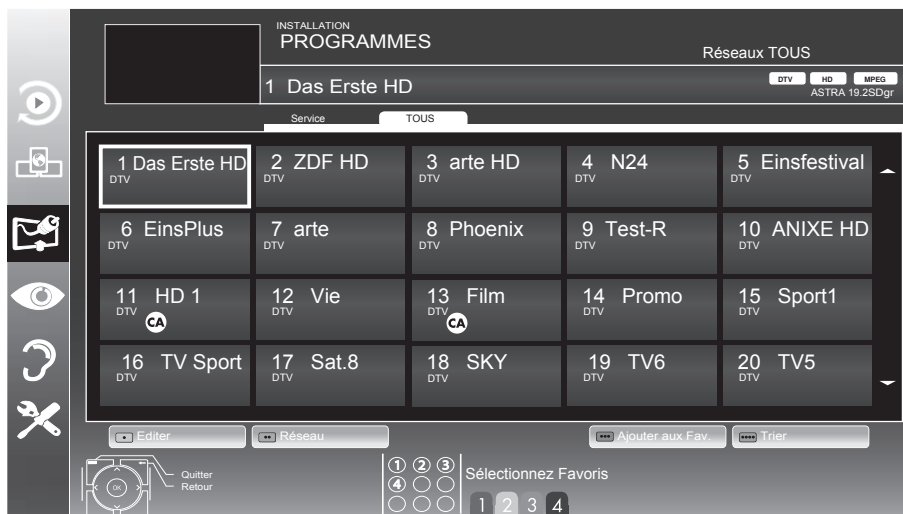 INSTALLATION
PROGRAMMES
Réseaux TOUS
1 Das Erste HD
DTV HD MPEG
ASTRA 19.2SDgr
Service TOUS
1 Das Erste HD 2 ZDF HD 3 arte HD 4 N24 5 Einsfestival
DTV DTV DTV DTV DTV
6 EinsPlus 7 arte 8 Phoenix 9 Test-R 10 ANIXE HD
DTV DTV DTV DTV DTV
11 HD 1 12 Vie 13 Film 14 Promo 15 Sport1
DTV DTV DTV DTV DTV
CA CA
16 TV Sport 17 Sat.8 18 SKY 19 TV6 20 TV5
DTV DTV DTV DTV DTV
Editer Réseau Ajouter aux Fav. Trier
Quitter
Retour
OK
1 2 3
4
Sélectionnez Favoris
1 2 3 4